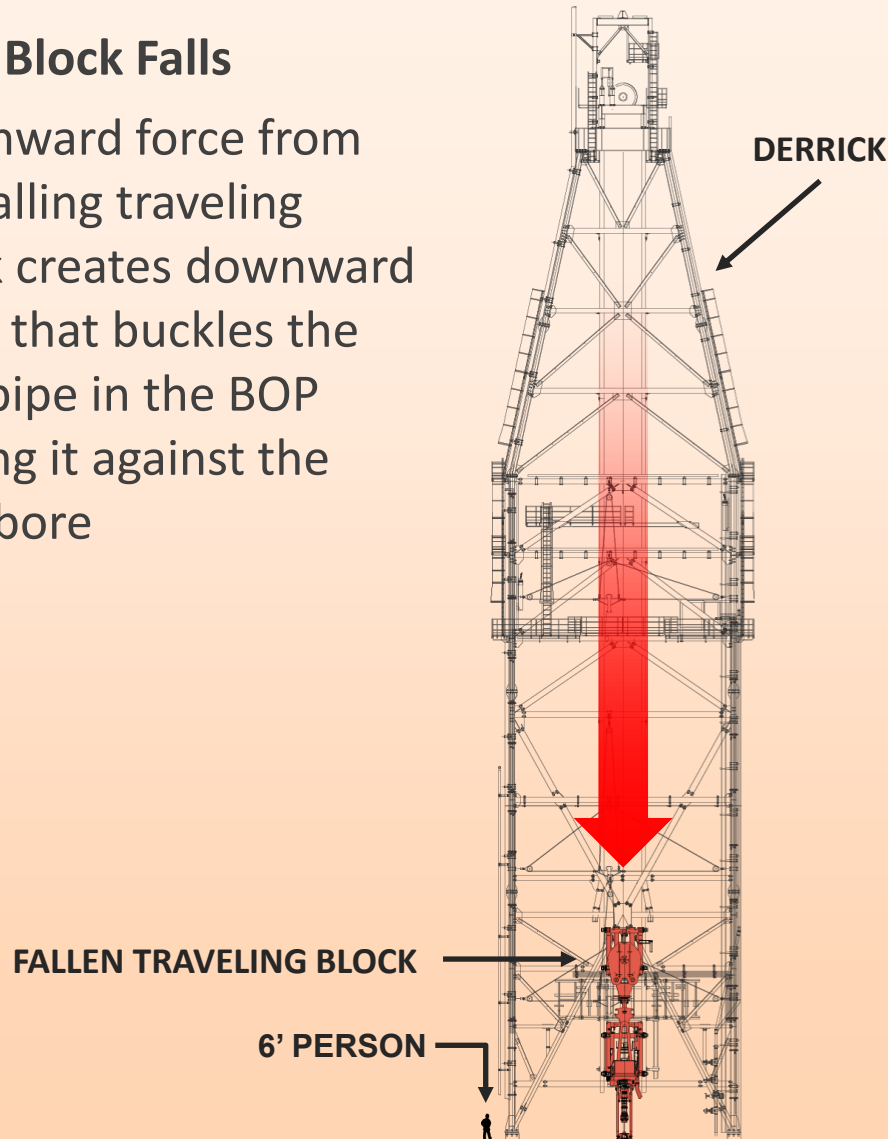 Block Falls
nward force from
alling traveling
k creates downward
that buckles the
pipe in the BOP
ng it against the
bore
DERRICK
FALLEN TRAVELING BLOCK
6' PERSON